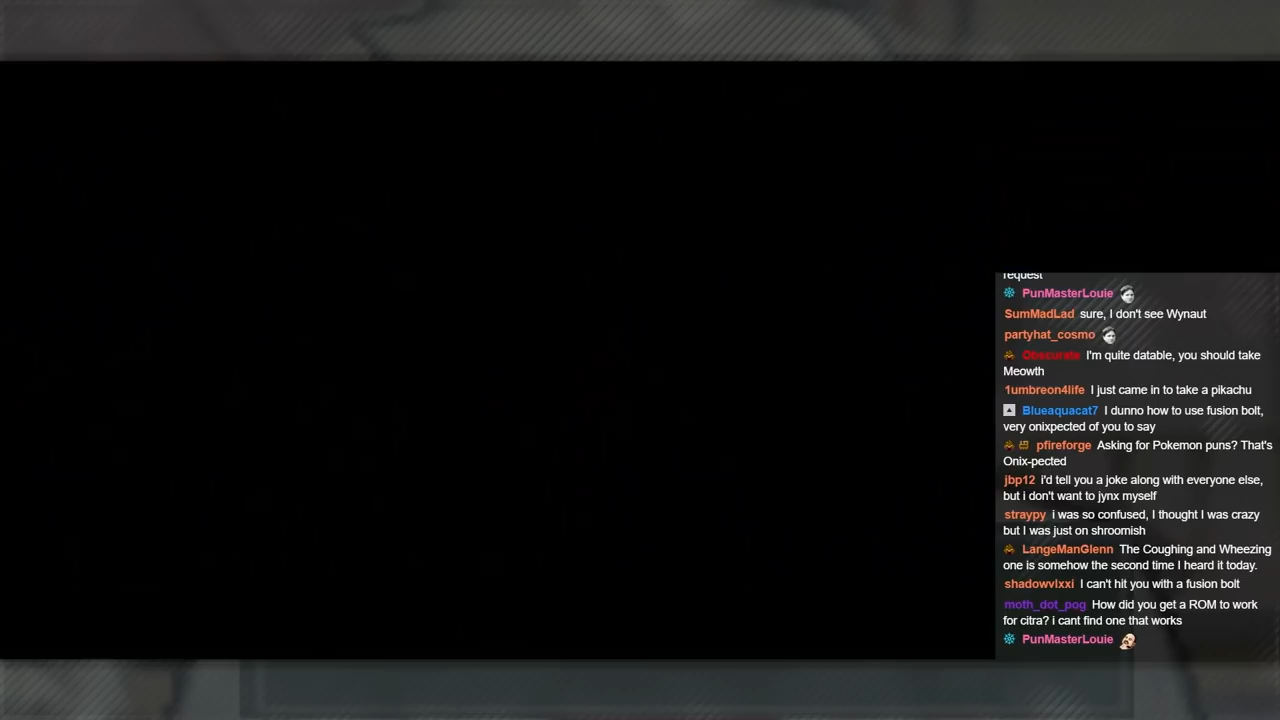 request
PunMasterLouie
SumMadLad sure, I don't see Wynaut
partyhat_cosmo
Obscurate I'm quite datable, you should take
Meowth
1umbreon4life I just came in to take a pikachu
Blueaquacat7 I dunno how to use fusion bolt,
very onixpected of you to say
pfireforge Asking for Pokemon puns? That's
Onix-pected
jbp12 i'd tell you a joke along with everyone else,
but i don't want to jynx myself
straypy i was so confused, I thought I was crazy
but I was just on shroomish
LangeManGlenn The Coughing and Wheezing
one is somehow the second time I heard it today.
shadowvlxxi I can't hit you with a fusion bolt
moth_dot_pog How did you get a ROM to work
for citra? i cant find one that works
PunMasterLouie